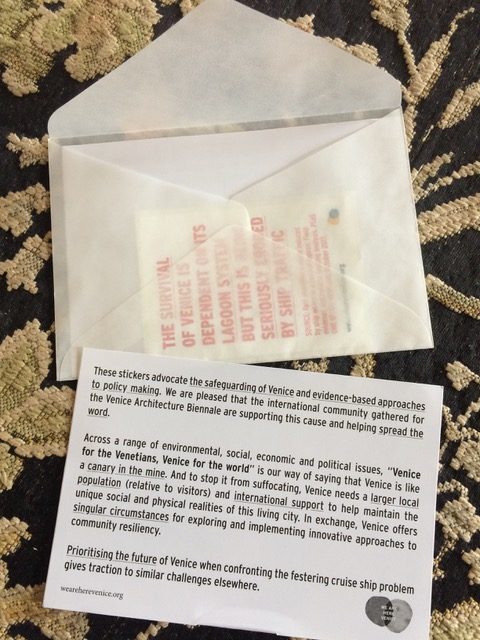 THE SURVIVAL
OF VENICE IS
DEPENDENT ON ITS
LAGOON SYSTEM
BUT THIS IS
SERIOUSLY
BY SHIP TRAFFIC
These stickers advocate the safeguarding of Venice and evidence-based approaches
to policy making. We are pleased that the international community gathered for
the Venice Architecture Biennale are supporting this cause and helping spread the
word.
Across a range of environmental, social, economic and political issues, "Venice
for the Venetians, Venice for the world" is our way of saying that Venice is like
a canary in the mine. And to stop it from suffocating, Venice needs a larger local
population (relative to visitors) and international support to help maintain the
unique social and physical realities of this living city. In exchange, Venice offers
singular circumstances for exploring and implementing innovative approaches to
community resiliency.
Prioritising the future of Venice when confronting the festering cruise ship problem
gives traction to similar challenges elsewhere.
weareherevenice.org
WE ARE
HERE
VENICE